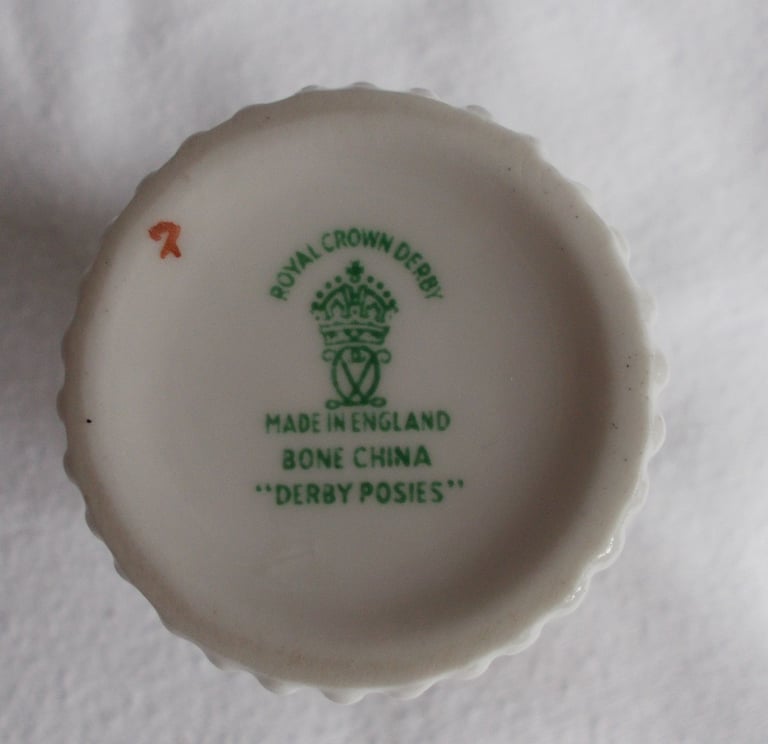 ROYAL CROWN DERBY
MADE IN ENGLAND
BONE CHINA
"DERBY POSIES"